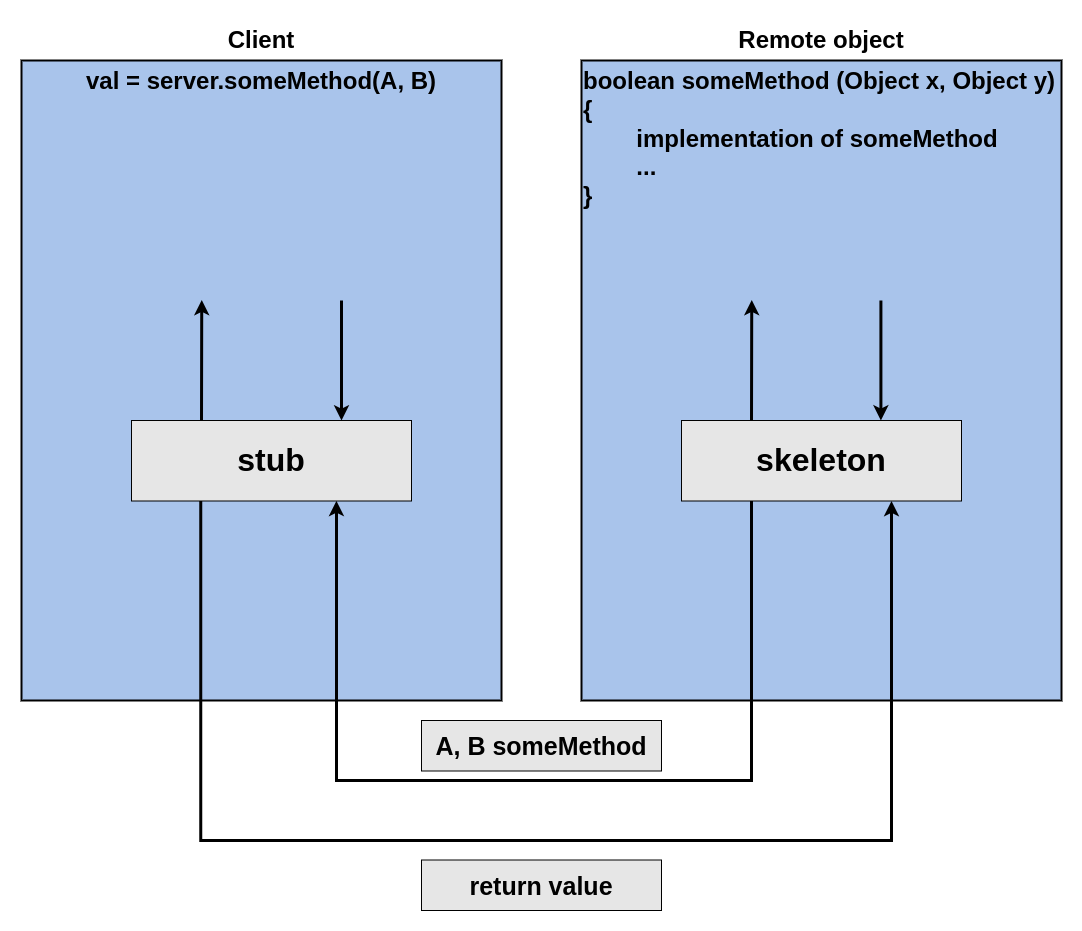 Client
val = server.someMethod(A, B)
stub
Remote object
boolean someMethod (Object x, Object y)
{
implementation of someMethod
...
}
skeleton
A, B someMethod
return value